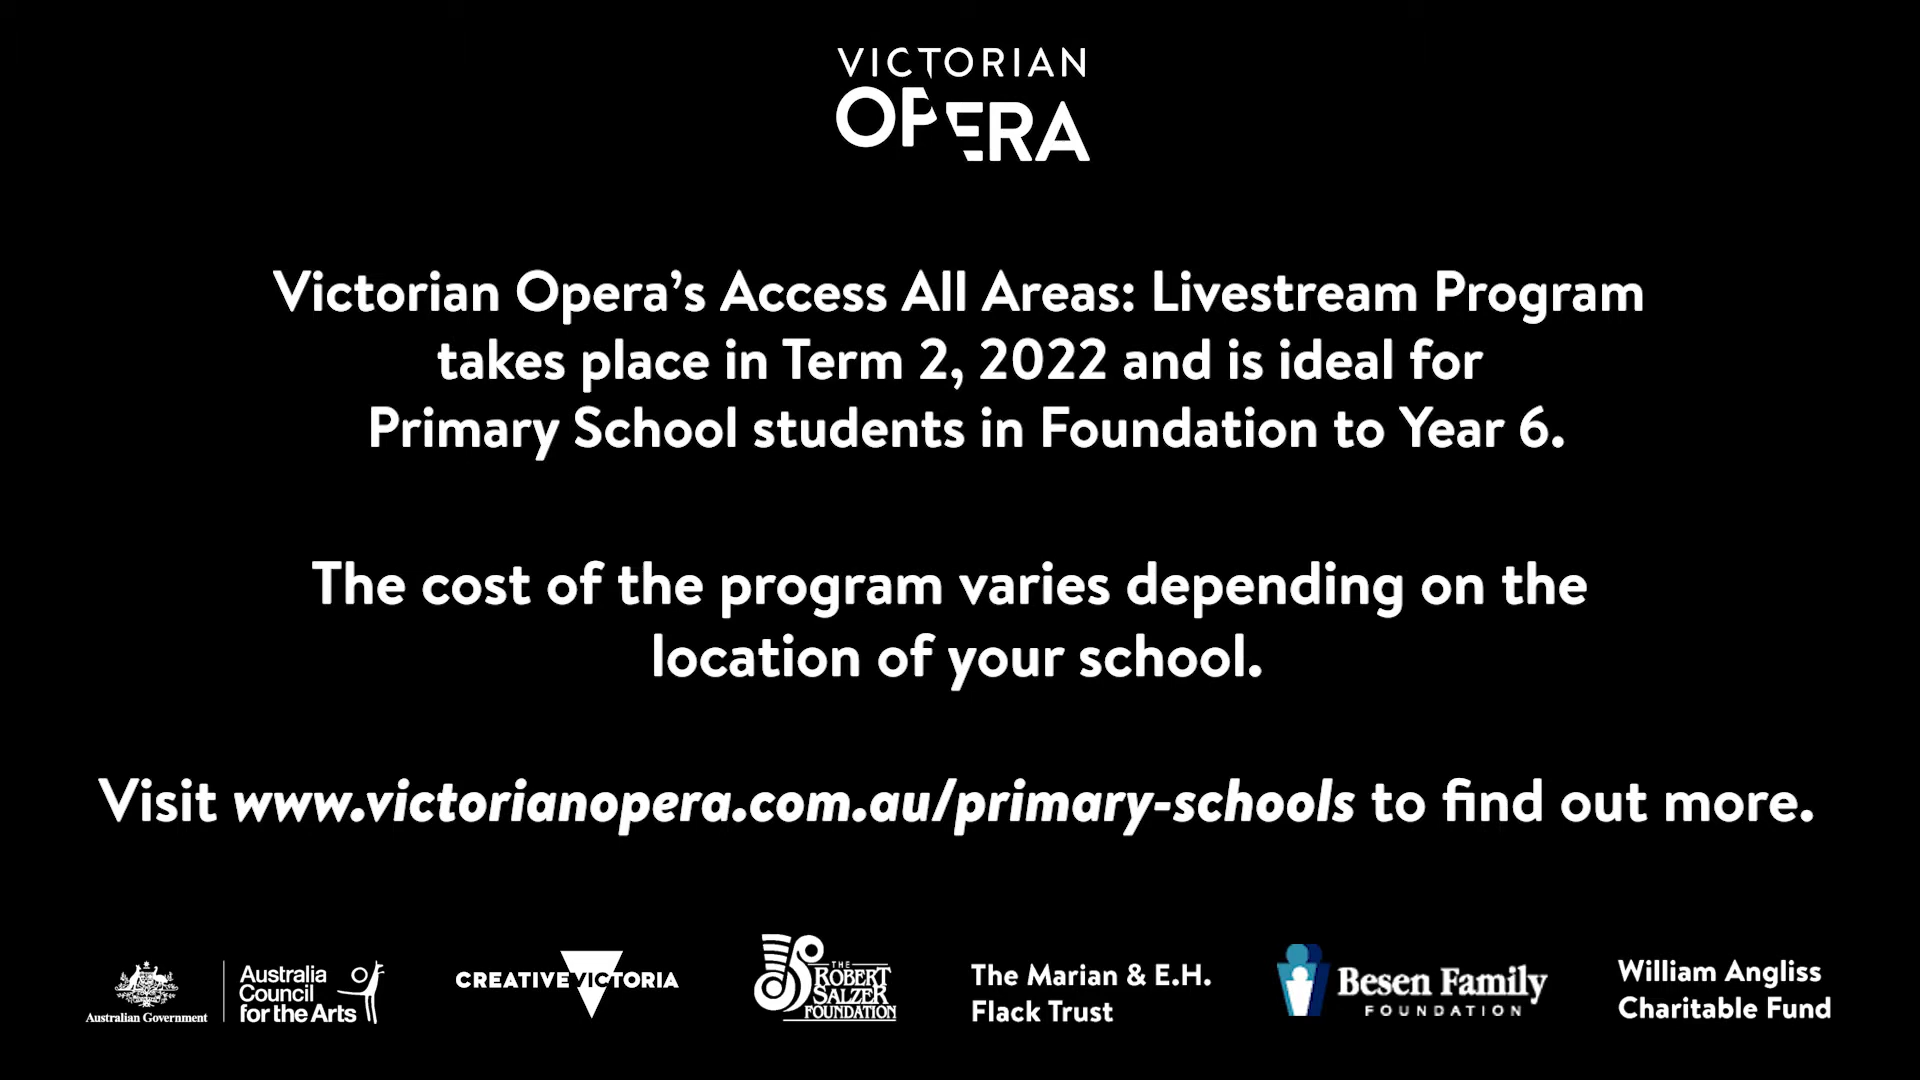 VICTORIAN
OPERA
Victorian Opera’s Access All Areas: Livestream Program
takes place in Term 2, 2022 and is ideal for
Primary School students in Foundation to Year 6.
The cost of the program varies depending on the
location of your school.
Visit www.victorianopera.com.au/primary-schools to find out more.
Australian Government
Australia
Council
for the Arts
CREATIVE VICTORIA
THE
ROBERT
SALZER
FOUNDATION
The Marian & E.H.
Flack Trust
Besen Family
FOUNDATION
William Angliss
Charitable Fund